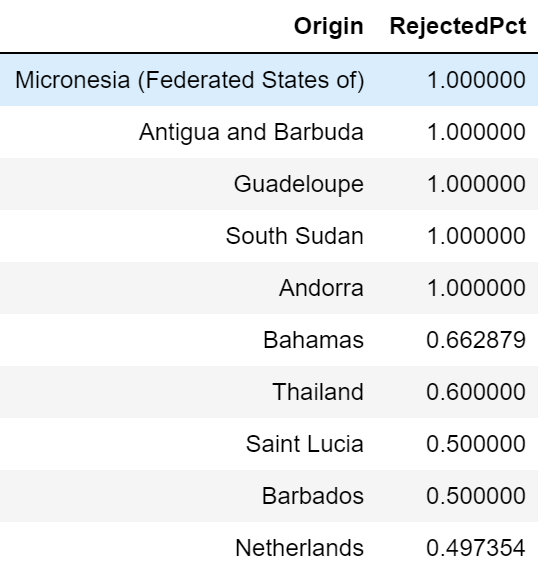 Origin RejectedPct
Micronesia (Federated States of) 1.000000
Antigua and Barbuda 1.000000
Guadeloupe 1.000000
South Sudan 1.000000
Andorra 1.000000
Bahamas 0.662879
Thailand 0.600000
Saint Lucia 0.500000
Barbados 0.500000
Netherlands 0.497354